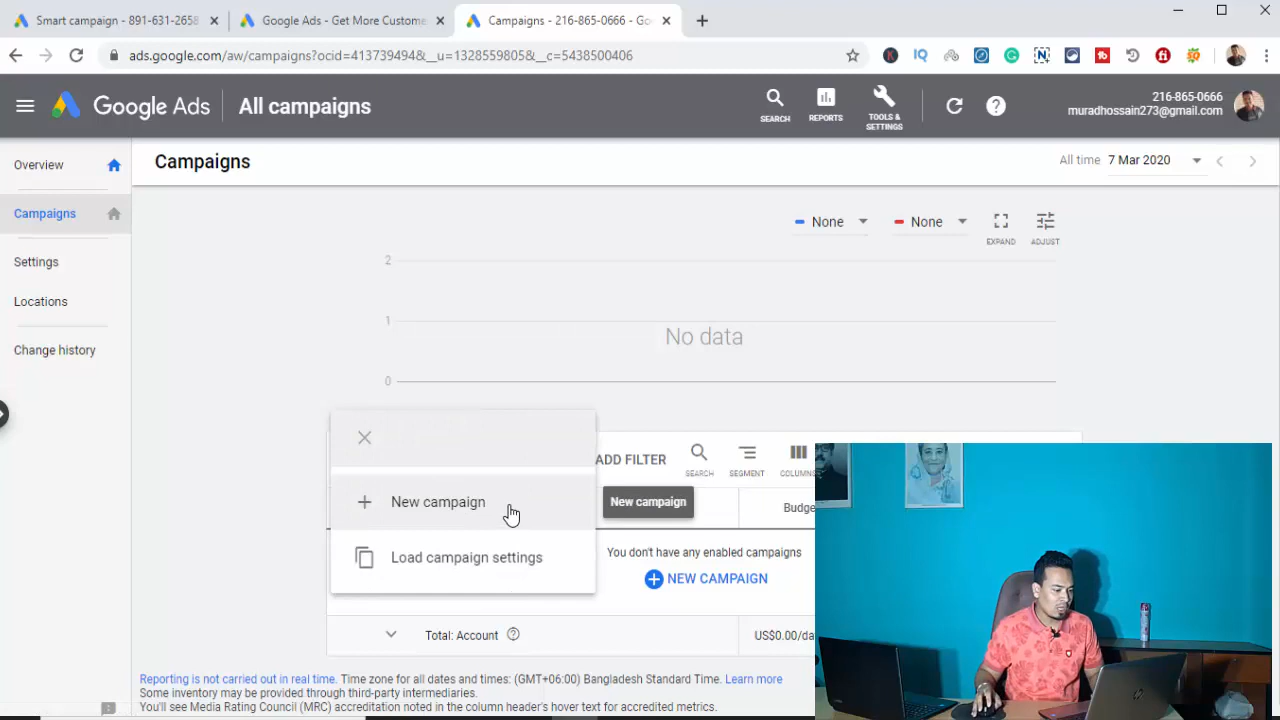 Smart campaign - 891-631-2658
Google Ads - Get More Custome
Campaigns - 216-865-0666 - Go
ads.google.com/aw/campaigns?ocid=413739494&__u=1328559805&__c=5438500406
Google Ads
All campaigns
SEARCH
REPORTS
TOOLS &
SETTINGS
216-865-0666
muradhossain273@gmail.com
Overview
Campaigns
Settings
Locations
Change history
Campaigns
All time 7 Mar 2020
None
None
EXPAND
ADJUST
2
1
0
No data
ADD FILTER
SEARCH
SEGMENT
COLUMN
New campaign
New campaign
Load campaign settings
Budge
You don't have any enabled campaigns
NEW CAMPAIGN
Total: Account
US$0.00/da
Reporting is not carried out in real time. Time zone for all dates and times: (GMT+06:00) Bangladesh Standard Time. Learn more
Some inventory may be provided through third-party intermediaries.
You'll see Media Rating Council (MRC) accreditation noted in the column header's hover text for accredited metrics.